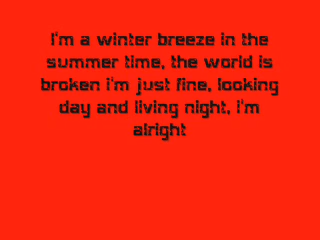 I'm a winter breeze in the
summer time, the world is
broken i'm just fine, looking
day and living night, i'm
alright